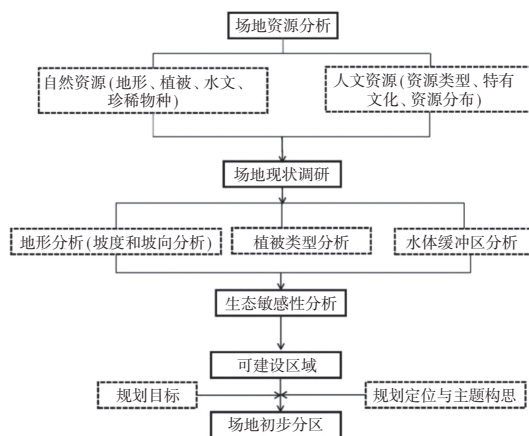 场地资源分析
自然资源(地形、植被、水文、
珍稀物种)
人文资源(资源类型、特有
文化、资源分布)
场地现状调研
地形分析(坡度和坡向分析)
植被类型分析
水体缓冲区分析
生态敏感性分析
可建设区域
规划目标
规划定位与主题构思
场地初步分区